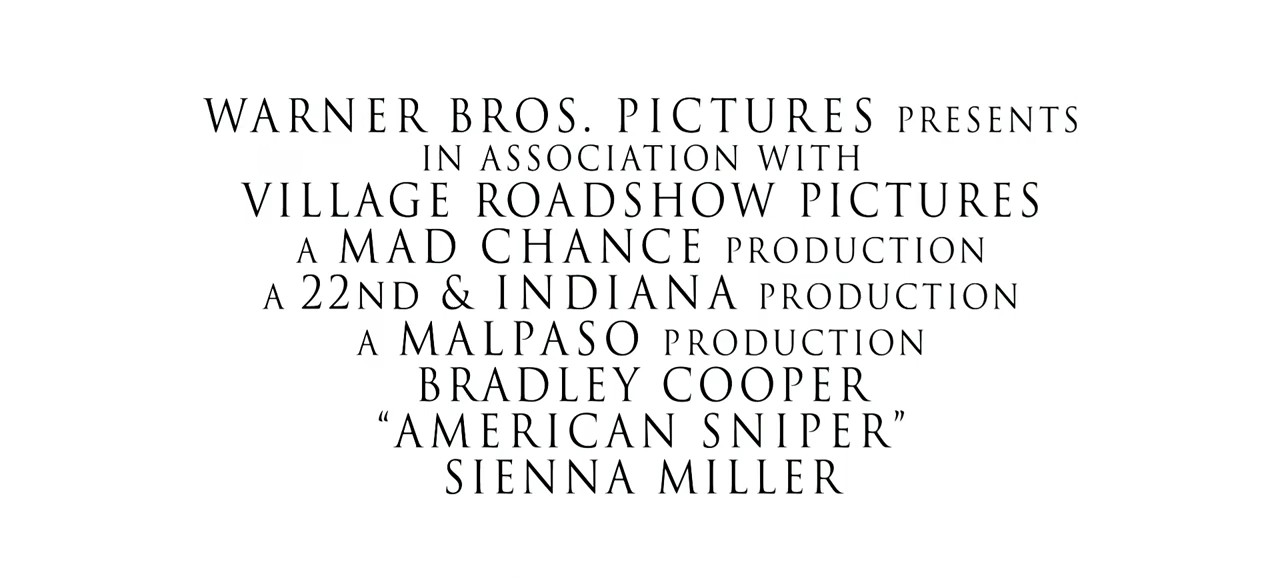 WARNER BROS. PICTURES PRESENTS
IN ASSOCIATION WITH
VILLAGE ROADSHOW PICTURES
A MAD CHANCE PRODUCTION
A 22ND & INDIANA PRODUCTION
A MALPASO PRODUCTION
BRADLEY COOPER
“AMERICAN SNIPER”
SIENNA MILLER